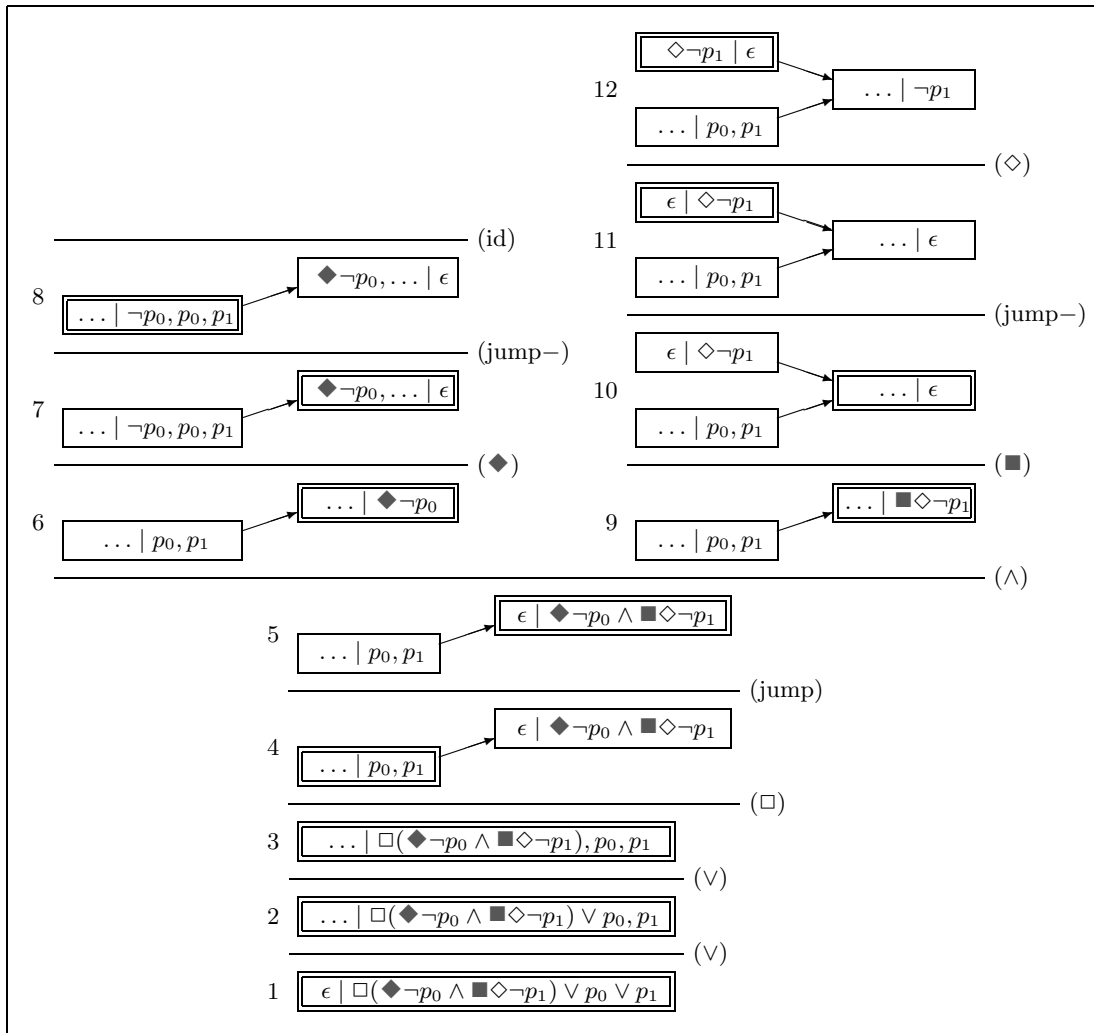 ◇¬p₁ | ϵ
12
… | ¬p₁
… | p₀, p₁
(◇)
ϵ | ◇¬p₁
11
… | ϵ
… | p₀, p₁
(id)
◆¬p₀, … | ϵ
8
… | ¬p₀, p₀, p₁
(jump−)
(jump−)
ϵ | ◇¬p₁
◆¬p₀, … | ϵ
… | ϵ
7
10
… | ¬p₀, p₀, p₁
… | p₀, p₁
(◆)
(■)
… | ◆¬p₀
… | ■◇¬p₁
6
9
… | p₀, p₁
… | p₀, p₁
(∧)
ϵ | ◆¬p₀ ∧ ■◇¬p₁
5
… | p₀, p₁
(jump)
ϵ | ◆¬p₀ ∧ ■◇¬p₁
4
… | p₀, p₁
(□)
3 … | □(◆¬p₀ ∧ ■◇¬p₁), p₀, p₁
(∨)
2 … | □(◆¬p₀ ∧ ■◇¬p₁) ∨ p₀, p₁
(∨)
1 ϵ | □(◆¬p₀ ∧ ■◇¬p₁) ∨ p₀ ∨ p₁